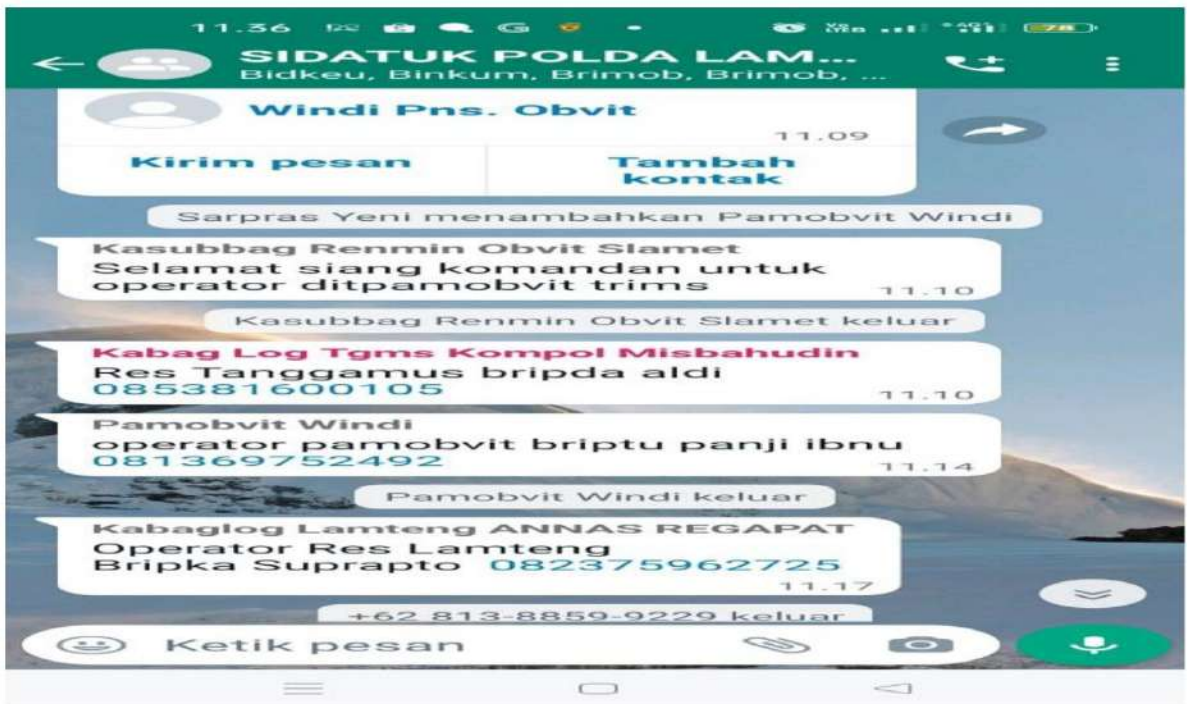 11.36
SIDATUK POLDA LAM...
Bidkeu, Binkum, Brimob, Brimob, ...
Windi Pns. Obvit
11.09
Kirim pesan
Tambah
kontak
Sarpras Yeni menambahkan Pamobvit Windi
Kasubbag Renmin Obvit Slamet
Selamat siang komandan untuk
operator ditpamobvit trims
11.10
Kasubbag Renmin Obvit Slamet keluar
Kabag Log Tgms Kompol Misbahudin
Res Tanggamus bripda aldi
085381600105
11.10
Pamobvit Windi
operator pamobvit briptu panji ibnu
081369752492
11.14
Pamobvit Windi keluar
Kabaglog Lamteng ANNAS REGAPAT
Operator Res Lamteng
Bripka Suprapto 082375962725
11.17
+62 813-8859-9229 keluar
Ketik pesan